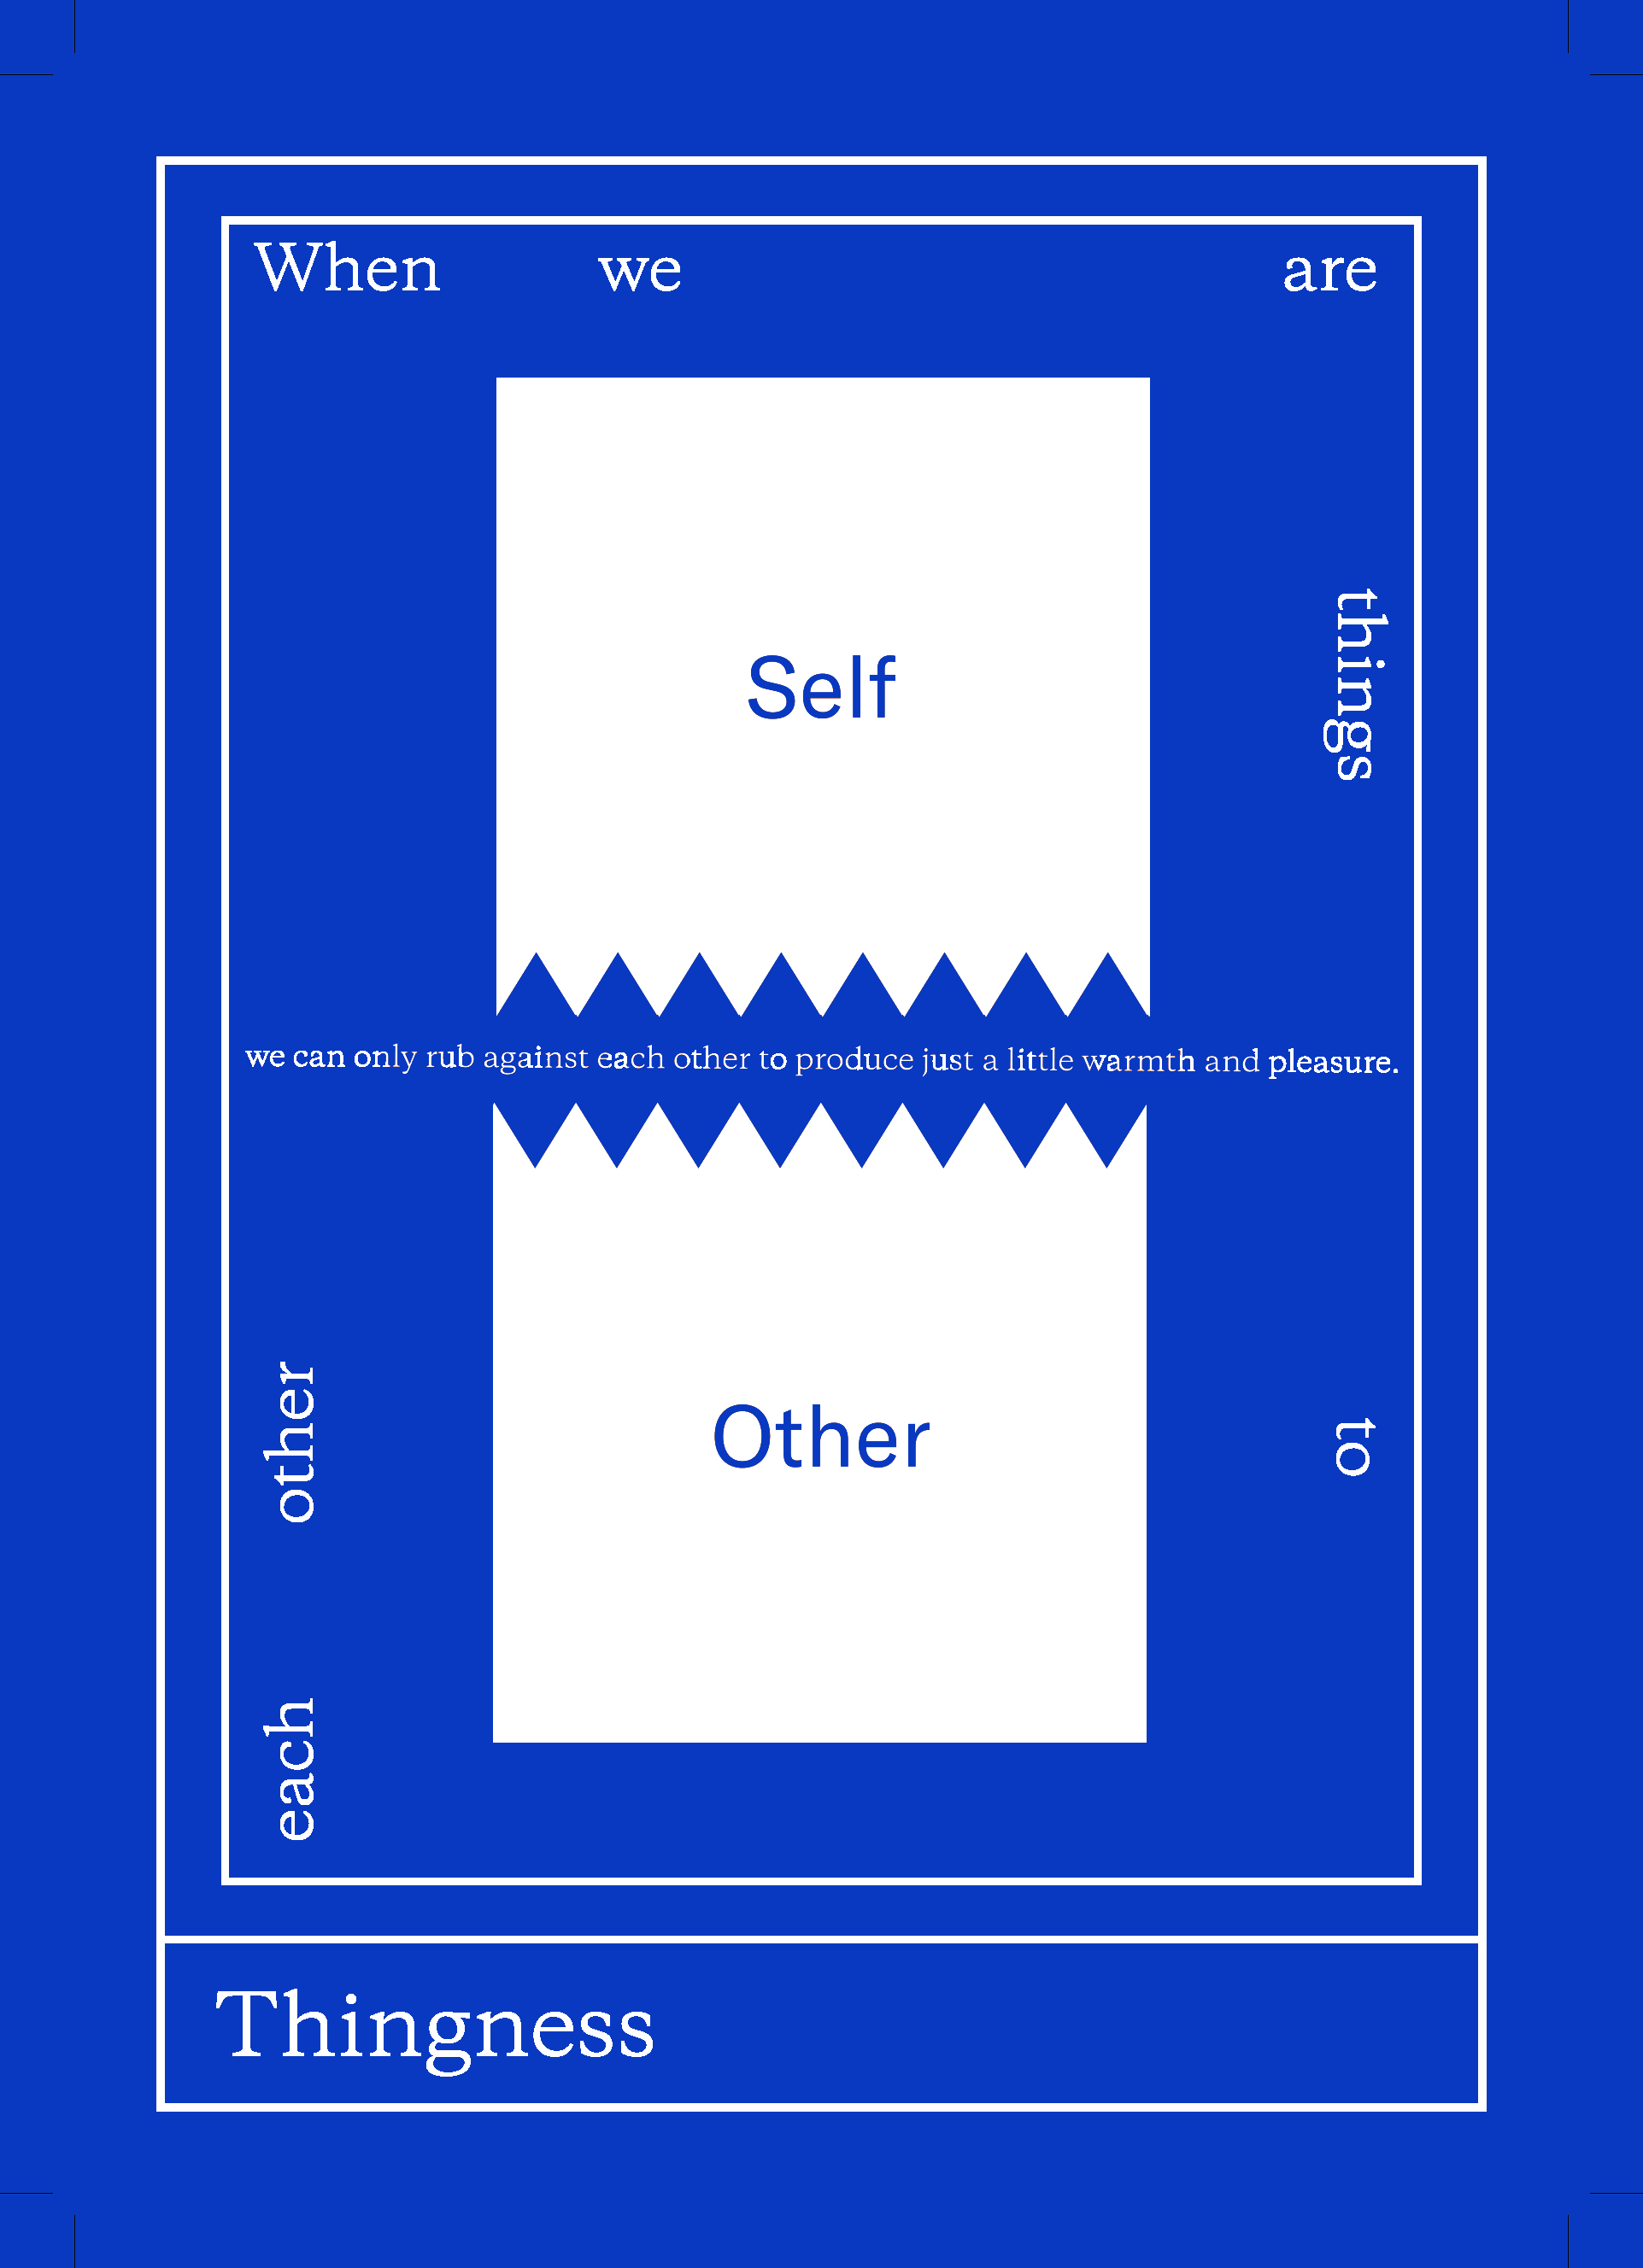 When we are
things
to
each other
Self
we can only rub against each other to produce just a little warmth and pleasure.
Other
Thingness